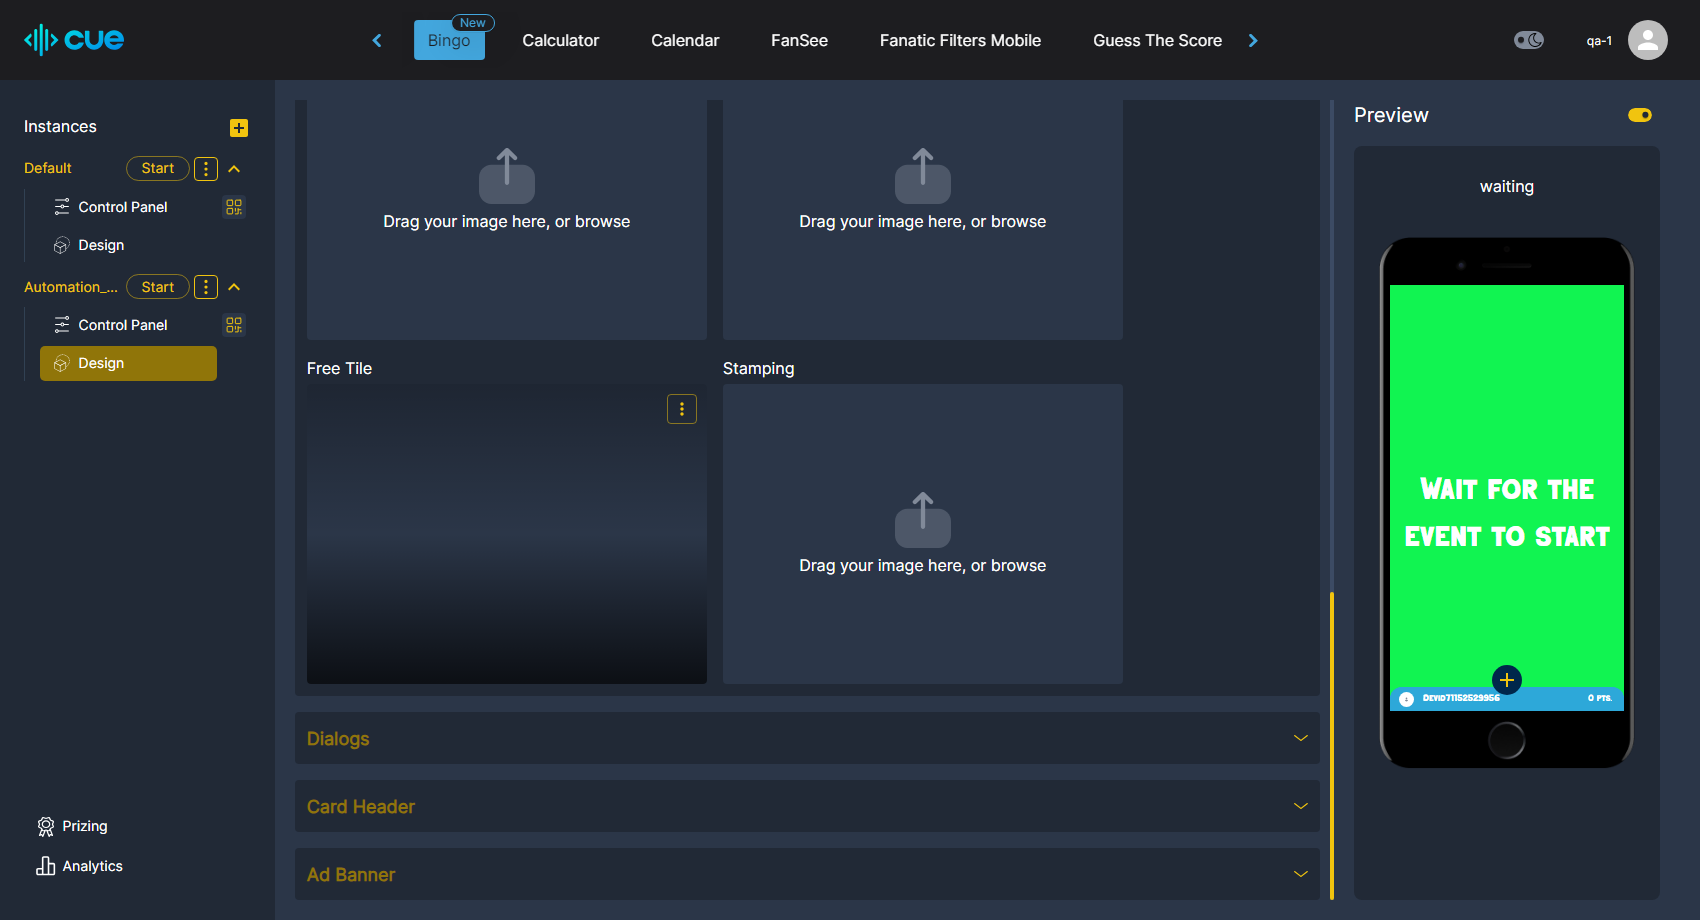 cue
New
Bingo
Calculator
Calendar
FanSee
Fanatic Filters Mobile
Guess The Score
qa-1
Instances
Default
Start
Control Panel
Design
Automation_...
Start
Control Panel
Design
Prizing
Analytics
Drag your image here, or browse
Drag your image here, or browse
Free Tile
Stamping
Drag your image here, or browse
Dialogs
Card Header
Ad Banner
Preview
waiting
Wait for the
event to start
Devid71152529956
0 pts.